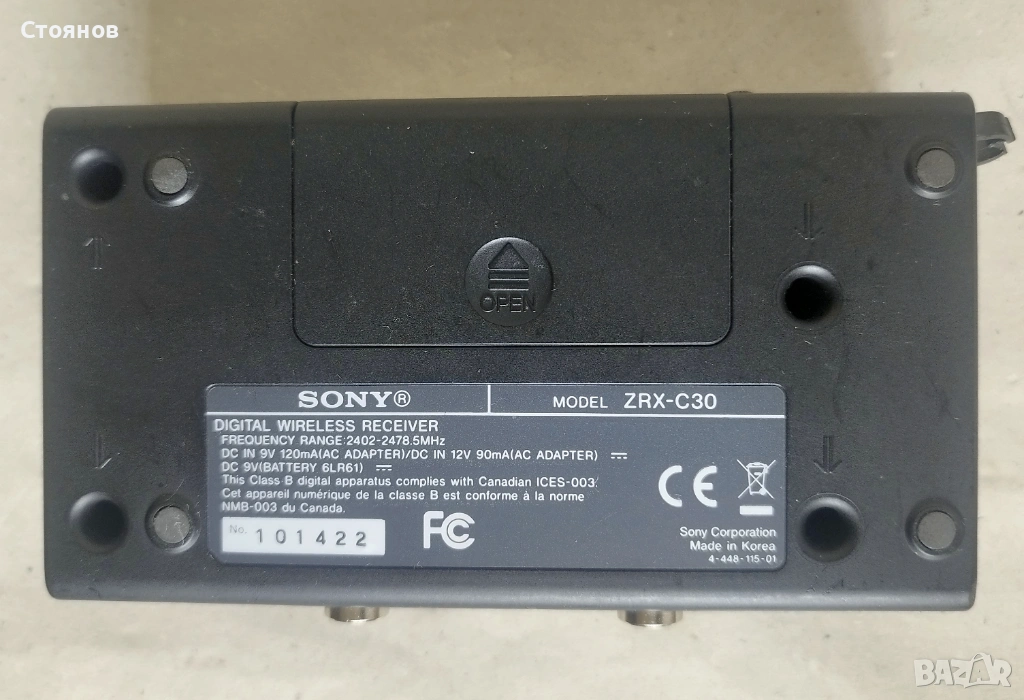 Стоянов
OPEN
SONY®
MODEL ZRX-C30
DIGITAL WIRELESS RECEIVER
FREQUENCY RANGE:2402-2478.5MHz
DC IN 9V 120mA(AC ADAPTER)/DC IN 12V 90mA(AC ADAPTER)
DC 9V(BATTERY 6LR61)
This Class B digital apparatus complies with Canadian ICES-003.
Cet appareil numérique de la classe B est conforme à la norme
NMB-003 du Canada.
No. 101422
FC
CE
Sony Corporation
Made in Korea
4-448-115-01
BAZAR